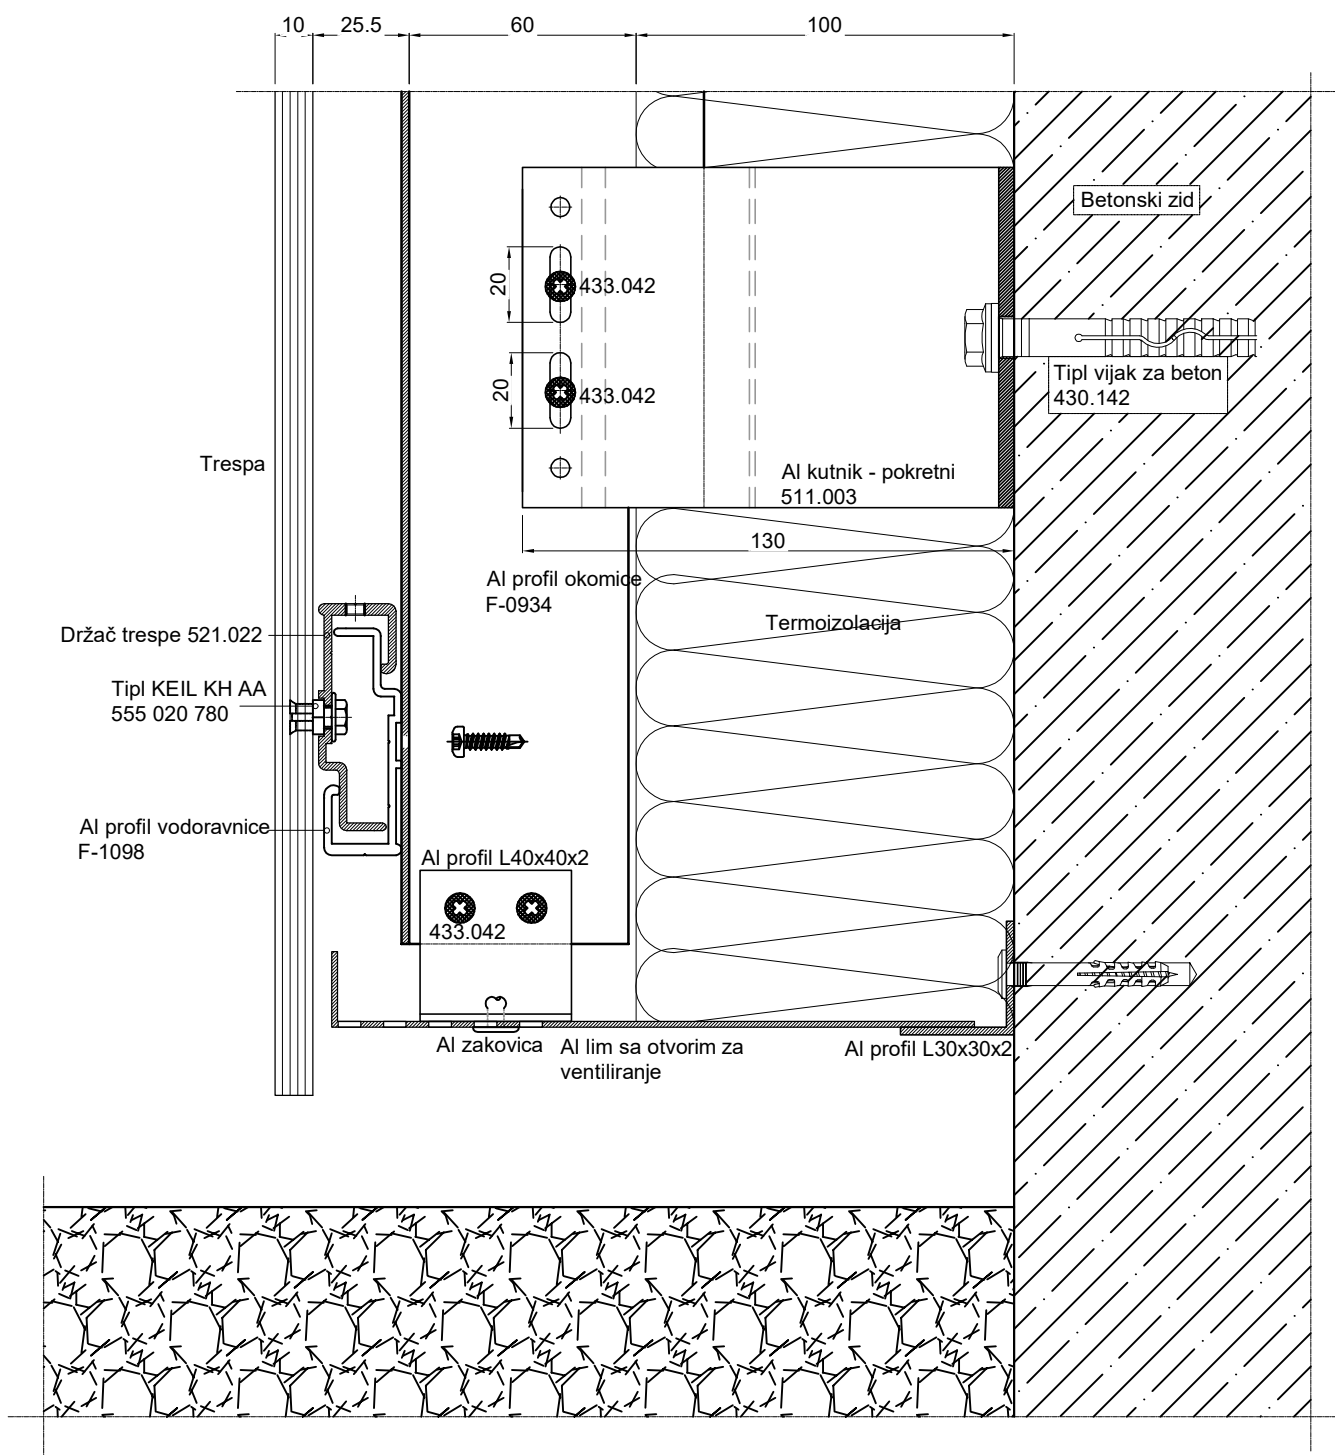 10
25.5
60
100
Betonski zid
20
433.042
20
433.042
Tipl vijak za beton
430.142
Trespa
Al kutnik - pokretni
511.003
130
Al profil okomice
F-0934
Termoizolacija
Držač trespe 521.022
Tipl KEIL KH AA
555 020 780
Al profil vodoravnice
F-1098
Al profil L40x40x2
433.042
Al zakovica
Al lim sa otvorim za
ventiliranje
Al profil L30x30x2